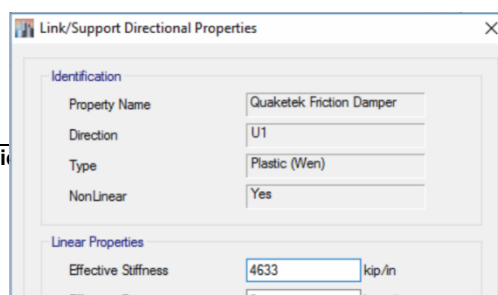 Link/Support Directional Properties
Identification
Property Name Quaketek Friction Damper
Direction U1
Type Plastic (Wen)
NonLinear Yes
Linear Properties
Effective Stiffness 4633 kip/in